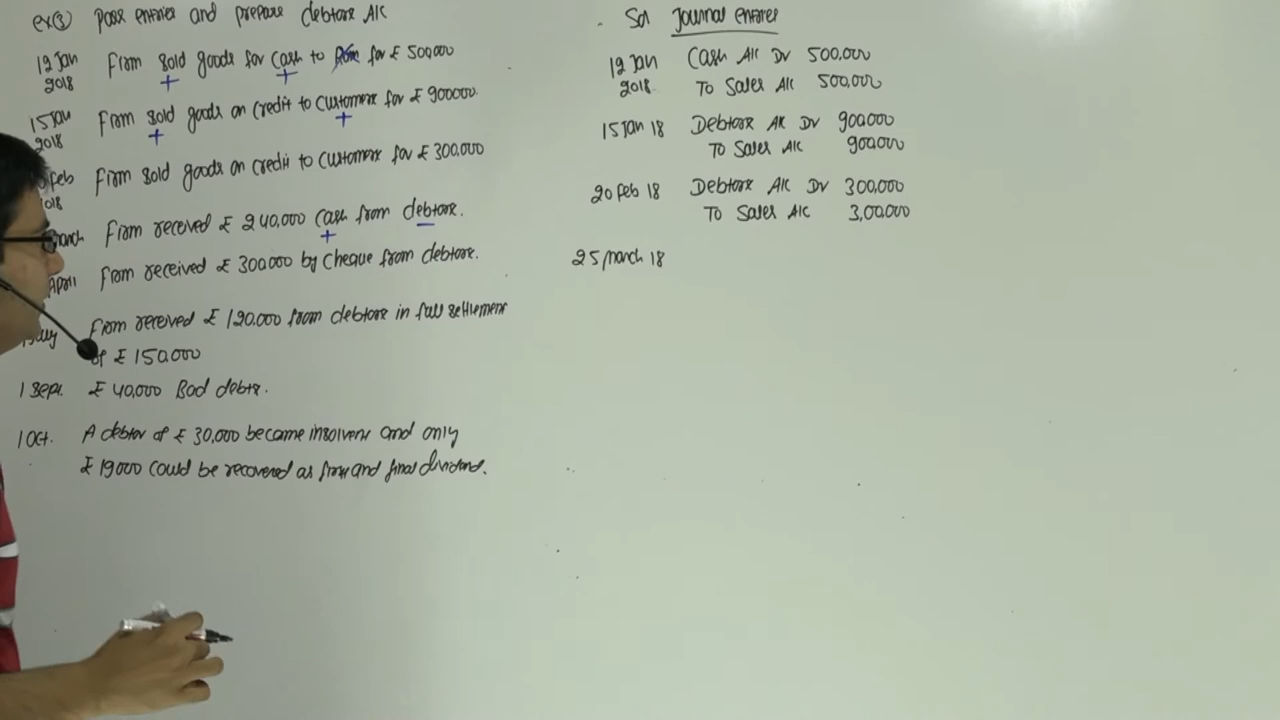 ex③ pass entries and prepare debtors A/C
12 Jan 2018 Firm sold goods for cash to for ₤ 500000
15 Jan 2018 Firm sold goods on credit to customers for ₤ 900000.
Feb 2018 Firm sold goods on credit to customers for ₤ 300.000
March Firm received ₤ 240,000 cash from debtors.
April Firm received ₤ 300000 by cheque from debtors.
Firm received ₤ 120.000 from debtors in full settlement
of ₤ 150,000
1 Sept. ₤ 40,000 Bad debts.
1 Oct. A debtor of ₤ 30,000 became insolvent and only
₤ 19000 could be recovered as first and final dividend.
Sol Journal entries
12 Jan Cash A/C Dr 500,000
2018 To Sales A/C 500,000
15 Jan 18 Debtors A/C Dr 900000
To Sales A/C 900000
20 Feb 18 Debtors A/C Dr 300,000
To Sales A/C 3,00,000
25 march 18